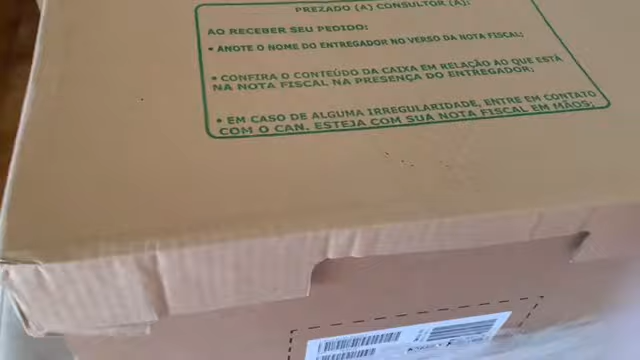 PREZADO (A) CONSULTOR (A):
AO RECEBER SEU PEDIDO:
• ANOTE O NOME DO ENTREGADOR NO VERSO DA NOTA FISCAL;
• CONFIRA O CONTEÚDO DA CAIXA EM RELAÇÃO AO QUE ESTÁ
NA NOTA FISCAL NA PRESENÇA DO ENTREGADOR;
• EM CASO DE ALGUMA IRREGULARIDADE, ENTRE EM CONTATO
COM O CAN. ESTEJA COM SUA NOTA FISCAL EM MÃOS;